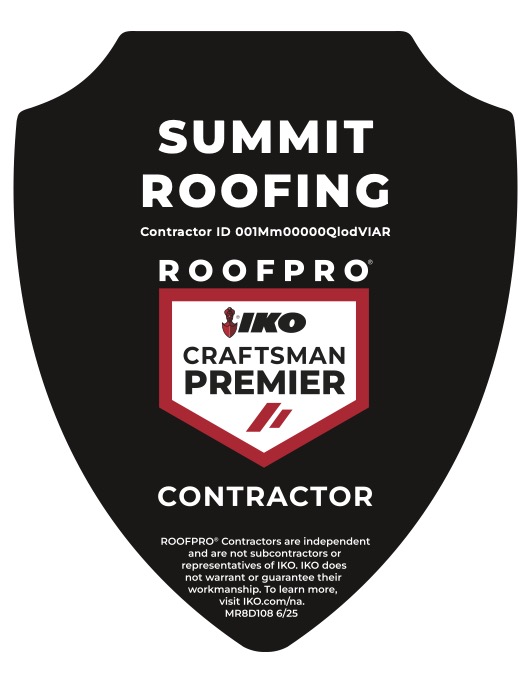 SUMMIT
ROOFING
Contractor ID 001Mm00000QlodVIAR
ROOFPRO®
IKO
CRAFTSMAN
PREMIER
CONTRACTOR
ROOFPRO® Contractors are independent
and are not subcontractors or
representatives of IKO. IKO does
not warrant or guarantee their
workmanship. To learn more,
visit IKO.com/na.
MR8D108 6/25